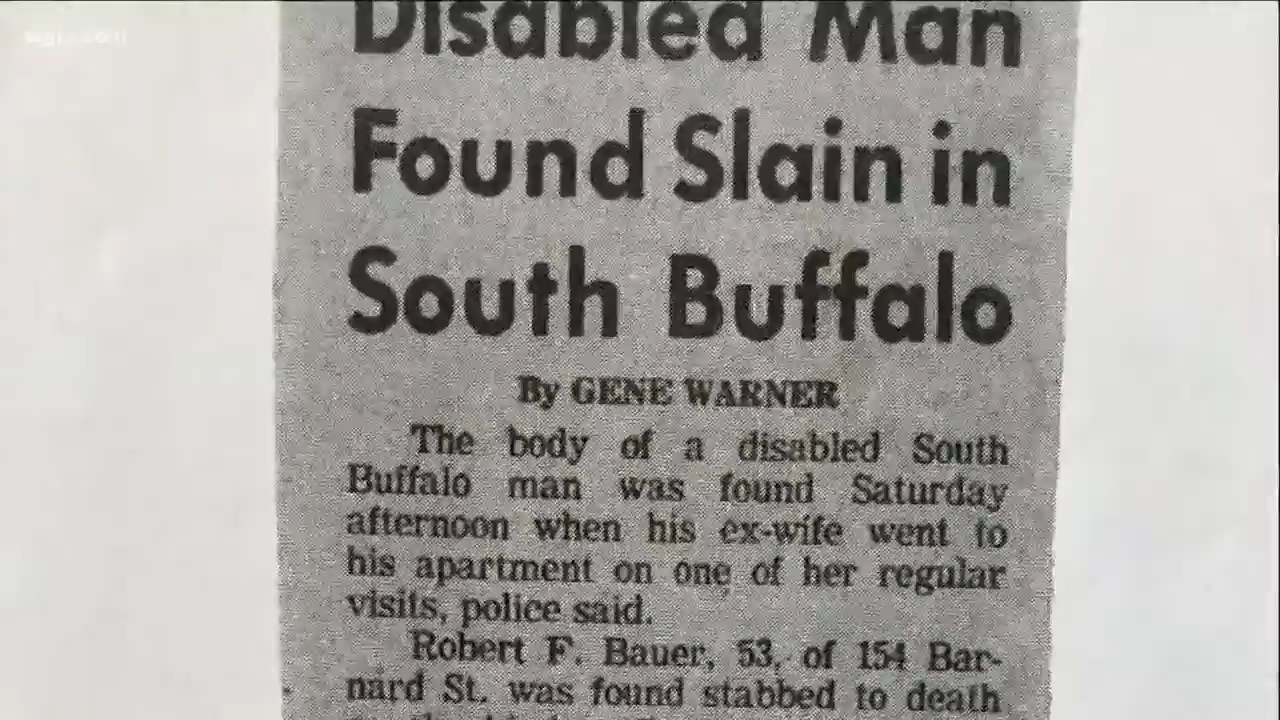 wgrz.com
Disabled Man
Found Slain in
South Buffalo
By GENE WARNER
The body of a disabled South
Buffalo man was found Saturday
afternoon when his ex-wife went to
his apartment on one of her regular
visits, police said.
Robert F. Bauer, 53, of 154 Bar-
nard St. was found stabbed to death